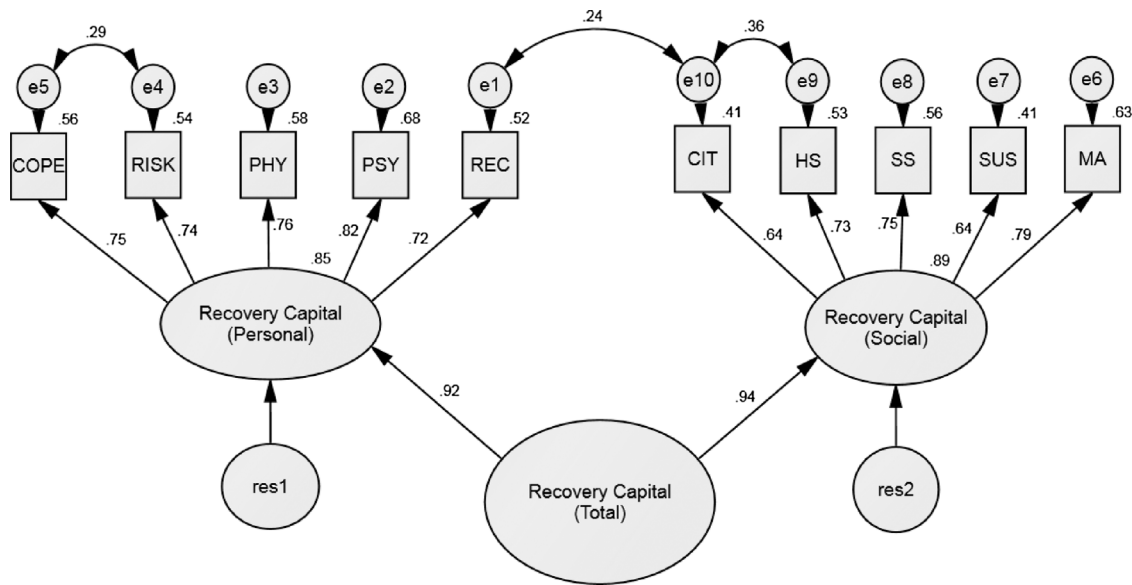 .29
.24
.36
e5
e4
e3
e2
e1
e10
e9
e8
e7
e6
.56
.54
.58
.68
.52
.41
.53
.56
.41
.63
COPE
RISK
PHY
PSY
REC
CIT
HS
SS
SUS
MA
.75
.74
.76
.82
.72
.64
.73
.75
.64
.79
.85
.89
Recovery Capital
(Personal)
Recovery Capital
(Social)
.92
.94
res1
Recovery Capital
(Total)
res2